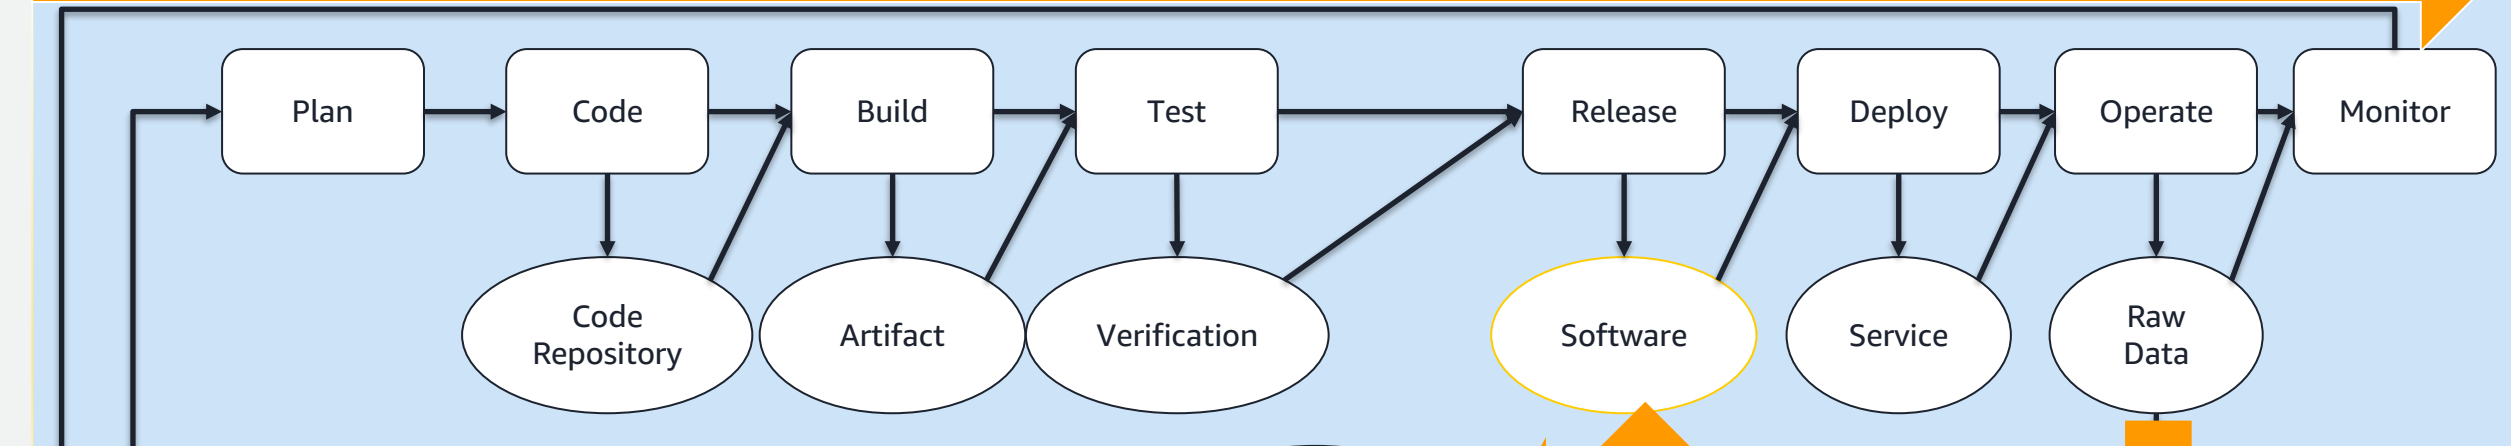 Plan
Code
Build
Test
Release
Deploy
Operate
Monitor
Code
Repository
Artifact
Verification
Software
Service
Raw
Data